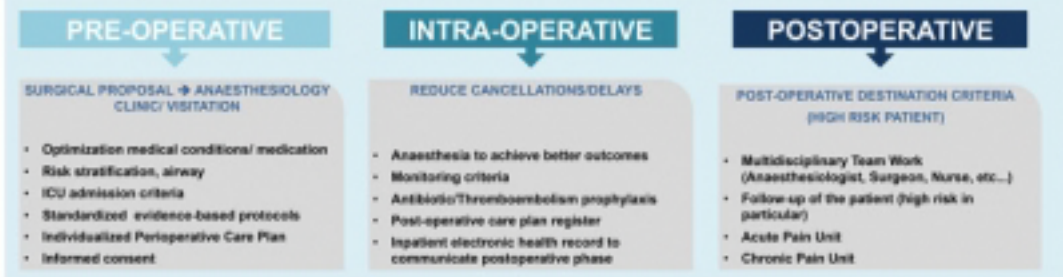 PRE-OPERATIVE
SURGICAL PROPOSAL → ANAESTHESIOLOGY
CLINIC/ VISITATION
• Optimization medical conditions/ medication
• Risk stratification, airway
• ICU admission criteria
• Standardized evidence-based protocols
• Individualized Perioperative Care Plan
• Informed consent
INTRA-OPERATIVE
REDUCE CANCELLATIONS/DELAYS
• Anaesthesia to achieve better outcomes
• Monitoring criteria
• Antibiotic/Thromboembolism prophylaxis
• Post-operative care plan register
• Inpatient electronic health record to
communicate postoperative phase
POSTOPERATIVE
POST-OPERATIVE DESTINATION CRITERIA
(HIGH RISK PATIENT)
• Multidisciplinary Team Work
(Anaesthesiologist, Surgeon, Nurse, etc...)
• Follow-up of the patient (high risk in
particular)
• Acute Pain Unit
• Chronic Pain Unit